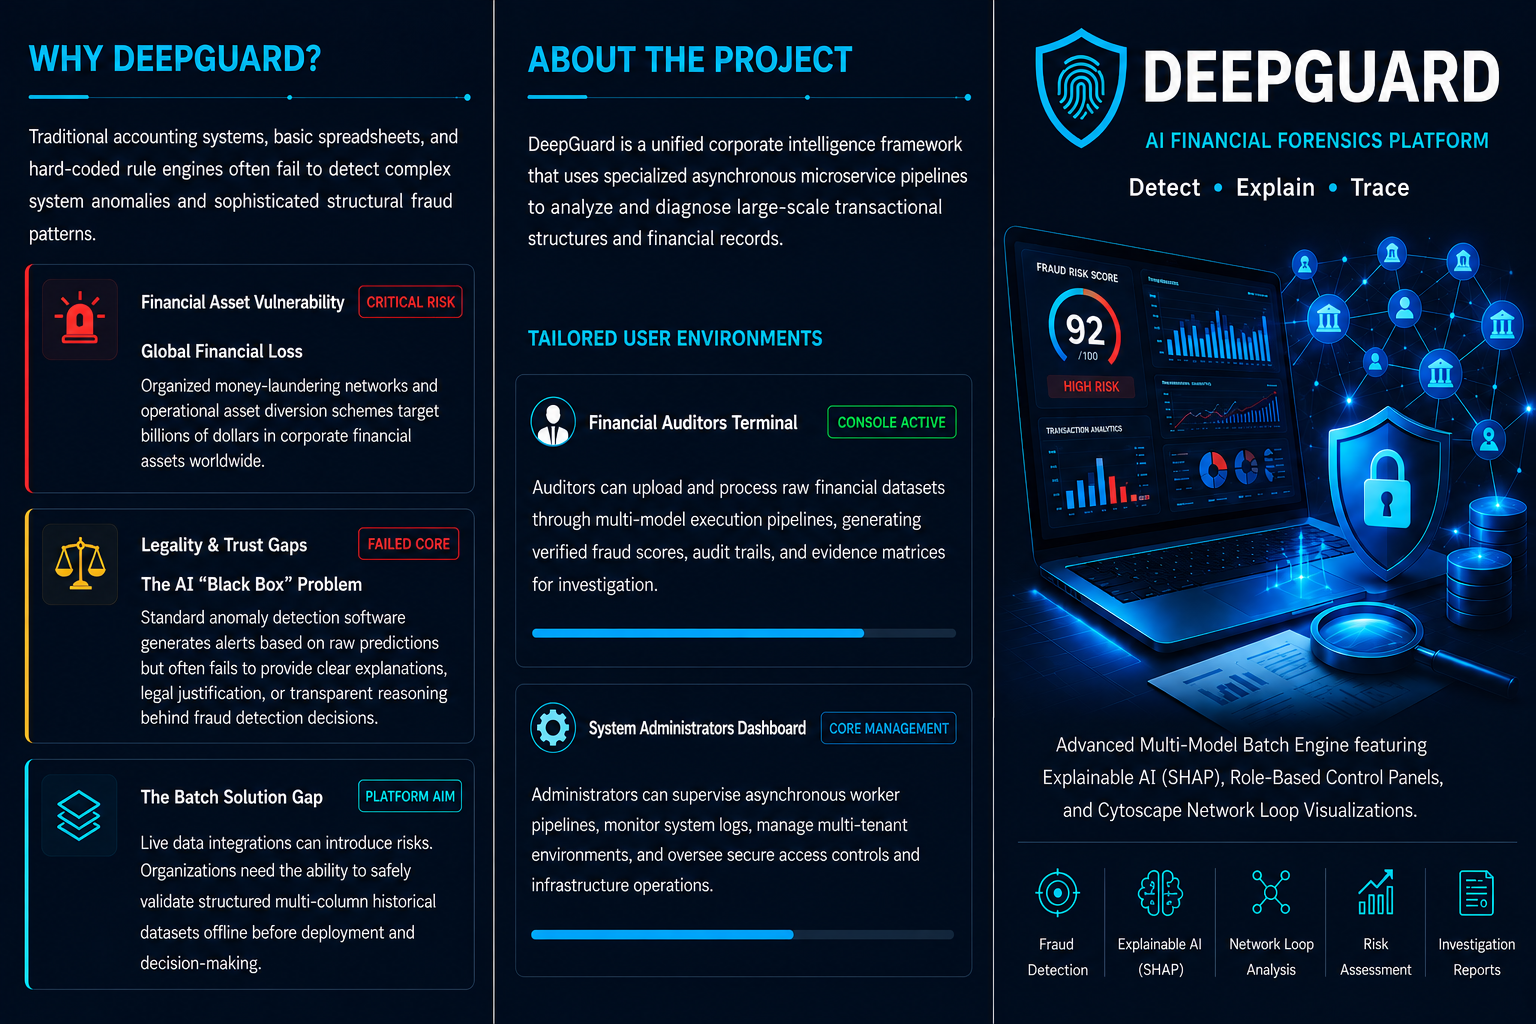 WHY DEEPGUARD?
Traditional accounting systems, basic spreadsheets, and
hard-coded rule engines often fail to detect complex
system anomalies and sophisticated structural fraud
patterns.
Financial Asset Vulnerability
CRITICAL RISK
Global Financial Loss
Organized money-laundering networks and
operational asset diversion schemes target
billions of dollars in corporate financial
assets worldwide.
Legality & Trust Gaps
FAILED CORE
The AI “Black Box” Problem
Standard anomaly detection software
generates alerts based on raw predictions
but often fails to provide clear explanations,
legal justification, or transparent reasoning
behind fraud detection decisions.
The Batch Solution Gap
PLATFORM AIM
Live data integrations can introduce risks.
Organizations need the ability to safely
validate structured multi-column historical
datasets offline before deployment and
decision-making.
ABOUT THE PROJECT
DeepGuard is a unified corporate intelligence framework
that uses specialized asynchronous microservice pipelines
to analyze and diagnose large-scale transactional
structures and financial records.
TAILORED USER ENVIRONMENTS
Financial Auditors Terminal
CONSOLE ACTIVE
Auditors can upload and process raw financial datasets
through multi-model execution pipelines, generating
verified fraud scores, audit trails, and evidence matrices
for investigation.
System Administrators Dashboard
CORE MANAGEMENT
Administrators can supervise asynchronous worker
pipelines, monitor system logs, manage multi-tenant
environments, and oversee secure access controls and
infrastructure operations.
DEEPGUARD
AI FINANCIAL FORENSICS PLATFORM
Detect • Explain • Trace
FRAUD RISK SCORE
92
/100
HIGH RISK
TRANSACTION ANALYTICS
Advanced Multi-Model Batch Engine featuring
Explainable AI (SHAP), Role-Based Control Panels,
and Cytoscape Network Loop Visualizations.
Fraud
Detection
Explainable AI
(SHAP)
Network Loop
Analysis
Risk
Assessment
Investigation
Reports